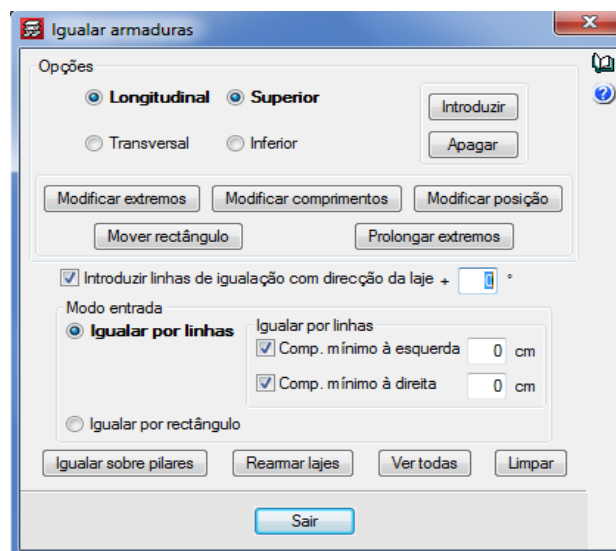 Igualar armaduras
Opções
Longitudinal Superior
Introduzir
Transversal Inferior
Apagar
Modificar extremos Modificar comprimentos Modificar posição
Mover rectângulo Prolongar extremos
Introduzir linhas de igualação com direcção da laje + 0 °
Modo entrada
Igualar por linhas
Igualar por linhas
Comp. mínimo à esquerda 0 cm
Comp. mínimo à direita 0 cm
Igualar por rectângulo
Igualar sobre pilares Rearmar lajes Ver todas Limpar
Sair